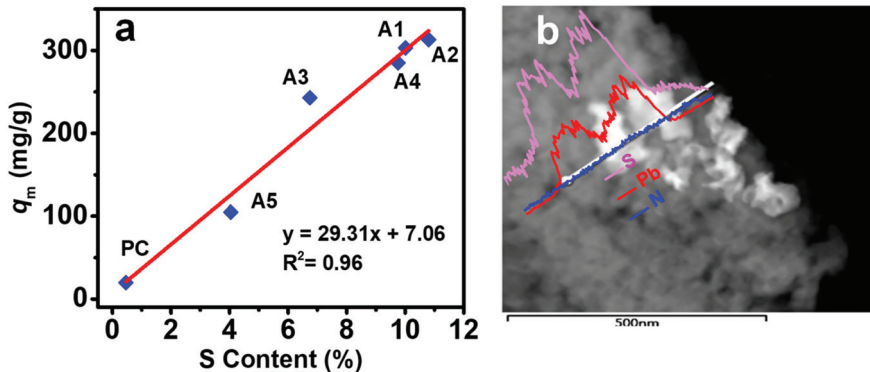 a
300
200
100
0
q_m (mg/g)
A1
A2
A4
A3
A5
PC
y = 29.31x + 7.06
R²= 0.96
0 2 4 6 8 10 12
S Content (%)
b
S
Pb
N
500nm